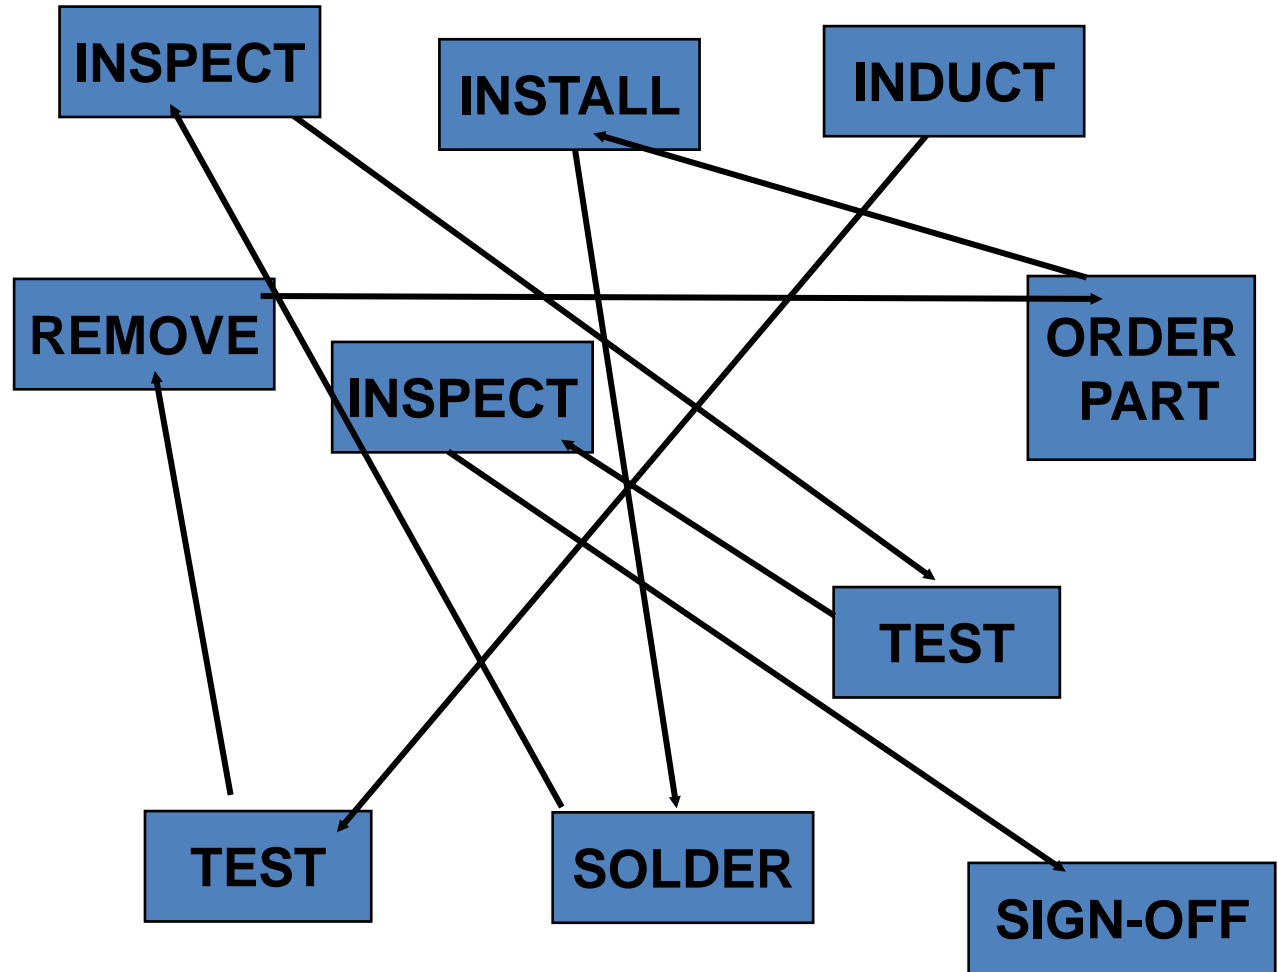 INSPECT
INSTALL
INDUCT
REMOVE
INSPECT
ORDER
PART
TEST
TEST
SOLDER
SIGN-OFF